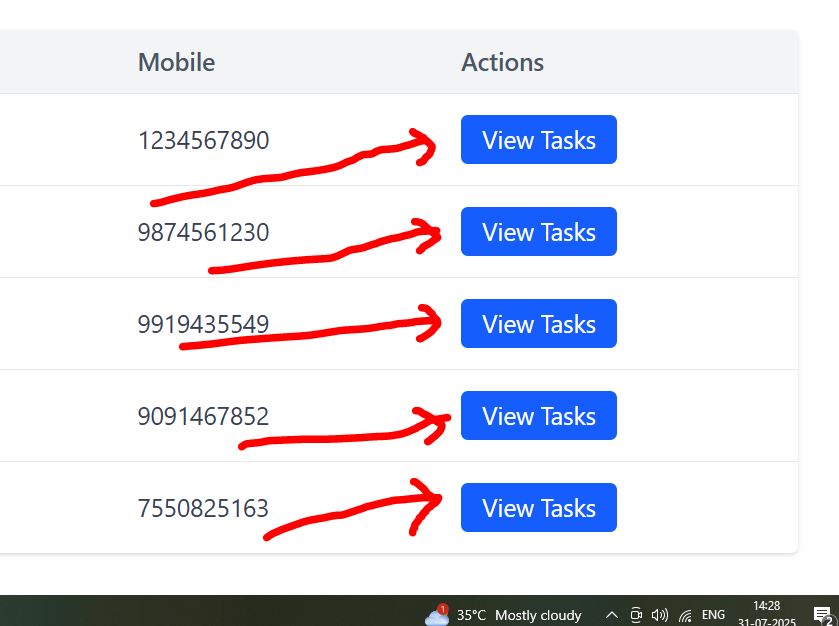 Mobile Actions
1234567890 View Tasks
9874561230 View Tasks
9919435549 View Tasks
9091467852 View Tasks
7550825163 View Tasks
1 35°C Mostly cloudy ENG 14:28
31-07-2025 2